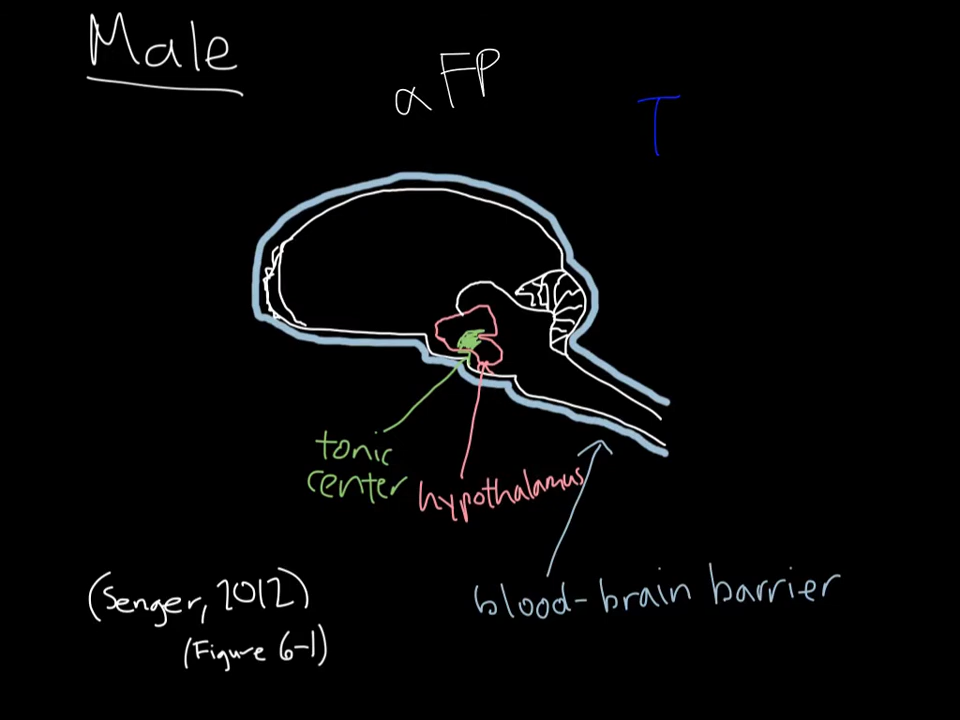 Male
αFP
T
tonic
center
hypothalamus
blood-brain barrier
(Senger, 2012)
(Figure 6-1)